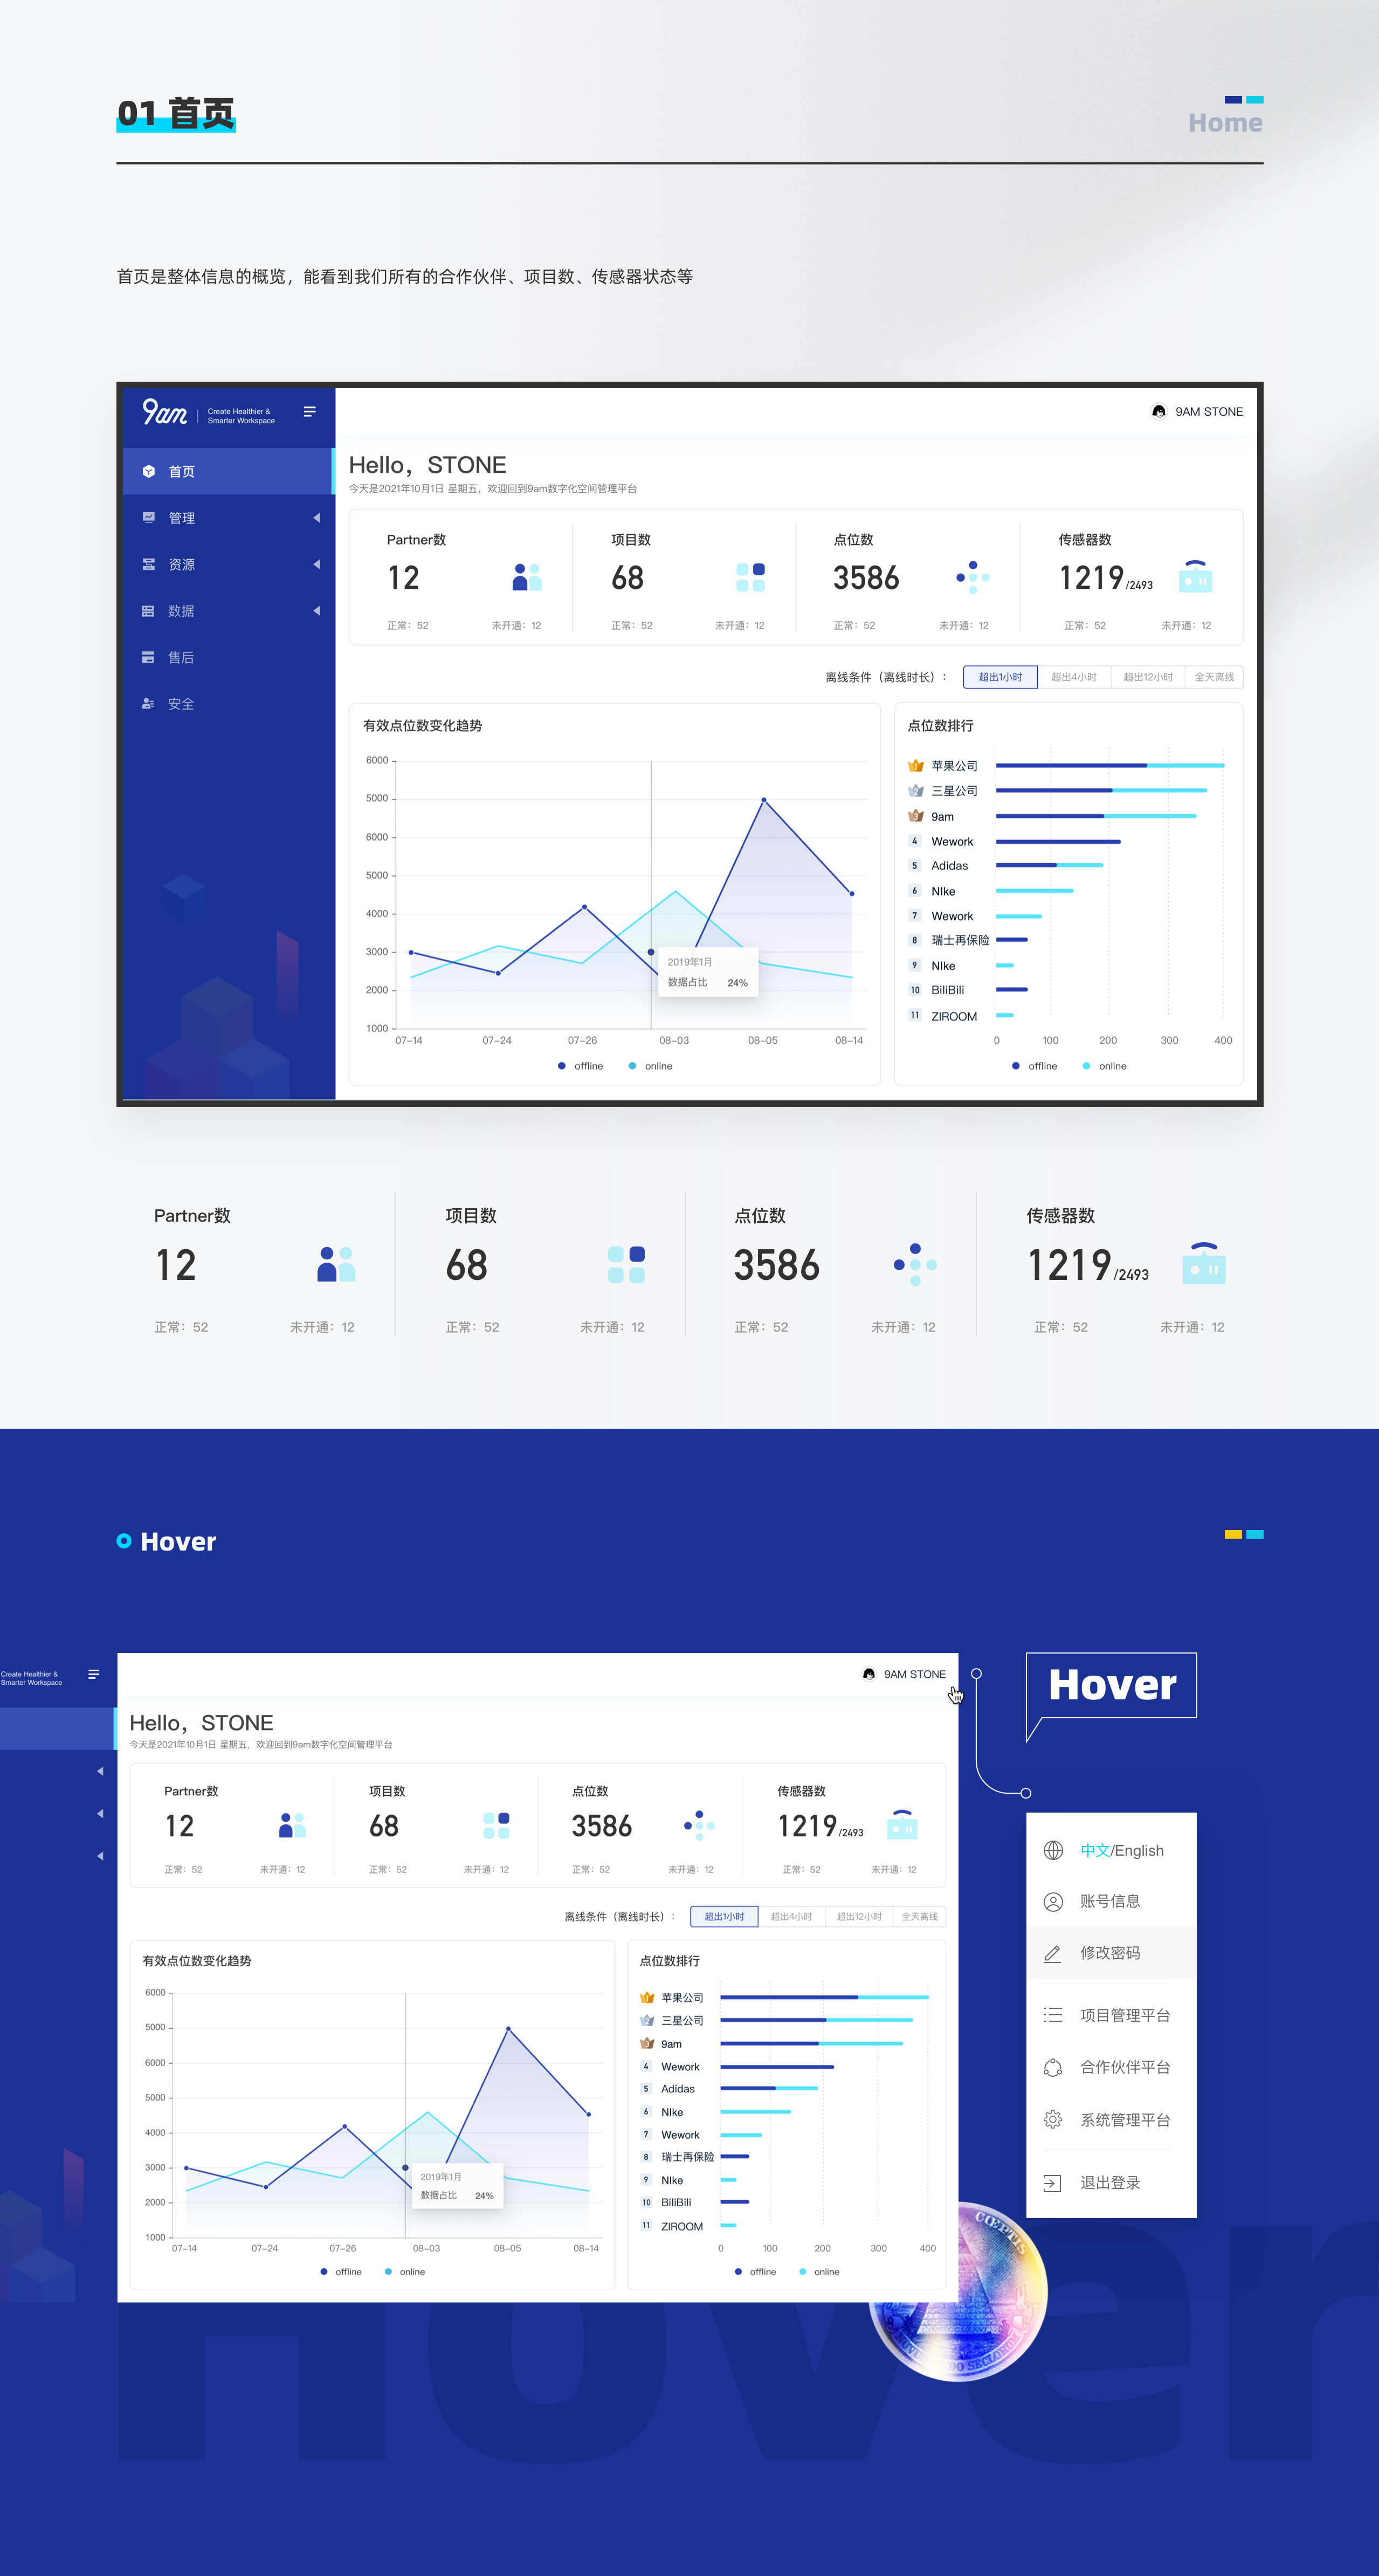 01 首页
Home
首页是整体信息的概览，能看到我们所有的合作伙伴、项目数、传感器状态等
9am
Create Healthier &
Smarter Workspace
9AM STONE
首页
管理
资源
数据
售后
安全
Hello，STONE
今天是2021年10月1日 星期五，欢迎回到9am数字化空间管理平台
Partner数
12
正常：52 未开通：12
项目数
68
正常：52 未开通：12
点位数
3586
正常：52 未开通：12
传感器数
1219/2493
正常：52 未开通：12
离线条件（离线时长）： 超出1小时 超出4小时 超出12小时 全天离线
有效点位数变化趋势
6000
5000
6000
5000
4000
3000
2000
1000
07-14 07-24 07-26 08-03 08-05 08-14
2019年1月
数据占比 24%
offline online
点位数排行
1 苹果公司
2 三星公司
3 9am
4 Wework
5 Adidas
6 NIke
7 Wework
8 瑞士再保险
9 NIke
10 BiliBili
11 ZIROOM
0 100 200 300 400
offline online
Partner数
12
正常：52 未开通：12
项目数
68
正常：52 未开通：12
点位数
3586
正常：52 未开通：12
传感器数
1219/2493
正常：52 未开通：12
Hover
Create Healthier &
Smarter Workspace
9AM STONE
Hello，STONE
今天是2021年10月1日 星期五，欢迎回到9am数字化空间管理平台
Partner数
12
正常：52 未开通：12
项目数
68
正常：52 未开通：12
点位数
3586
正常：52 未开通：12
传感器数
1219/2493
正常：52 未开通：12
离线条件（离线时长）： 超出1小时 超出4小时 超出12小时 全天离线
有效点位数变化趋势
6000
5000
6000
5000
4000
3000
2000
1000
07-14 07-24 07-26 08-03 08-05 08-14
2019年1月
数据占比 24%
offline online
点位数排行
1 苹果公司
2 三星公司
3 9am
4 Wework
5 Adidas
6 NIke
7 Wework
8 瑞士再保险
9 NIke
10 BiliBili
11 ZIROOM
0 100 200 300 400
offline online
Hover
中文/English
账号信息
修改密码
项目管理平台
合作伙伴平台
系统管理平台
退出登录
CŒPTIS
SECLORUM
Hover